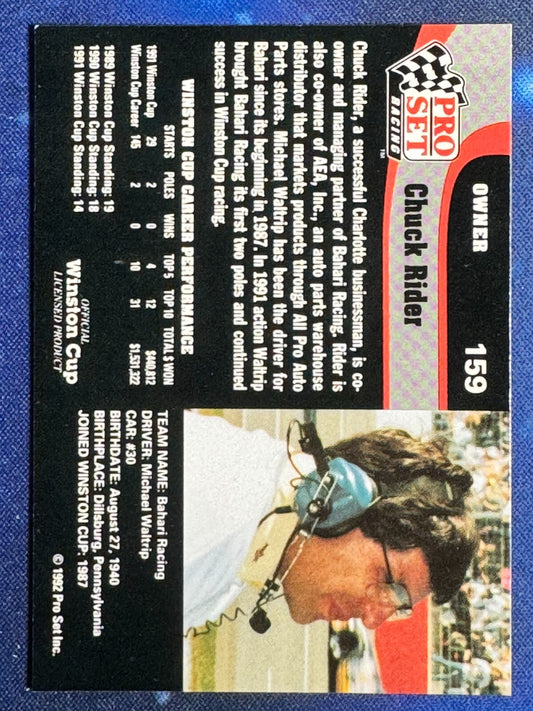 PRO
SET
RACING
TM
OWNER
159
Chuck Rider
Chuck Rider, a successful Charlotte businessman, is co-
owner and managing partner of Bahari Racing. Rider is
also co-owner of AEA, Inc., an auto parts warehouse
distributor that markets products through All Pro Auto
Parts stores. Michael Waltrip has been the driver for
Bahari since its beginning in 1987. In 1991 action Waltrip
brought Bahari Racing its first two poles and continued
success in Winston Cup racing.
WINSTON CUP CAREER PERFORMANCE
STARTS POLES WINS TOP 5 TOP 10 TOTAL $ WON
1991 Winston Cup 29 2 0 4 12 $440,812
Winston Cup Career 145 2 0 10 31 $1,531,122
1989 Winston Cup Standing: 19
1990 Winston Cup Standing: 18
1991 Winston Cup Standing: 14
OFFICIAL
Winston Cup
LICENSED PRODUCT
TEAM NAME: Bahari Racing
DRIVER: Michael Waltrip
CAR: #30
BIRTHDATE: August 27, 1940
BIRTHPLACE: Dillsburg, Pennsylvania
JOINED WINSTON CUP: 1987
© 1992 Pro Set Inc.